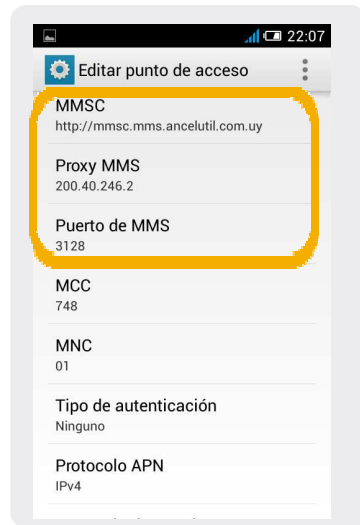 22:07
Editar punto de acceso
MMSC
http://mmsc.mms.ancelutil.com.uy
Proxy MMS
200.40.246.2
Puerto de MMS
3128
MCC
748
MNC
01
Tipo de autenticación
Ninguno
Protocolo APN
IPv4